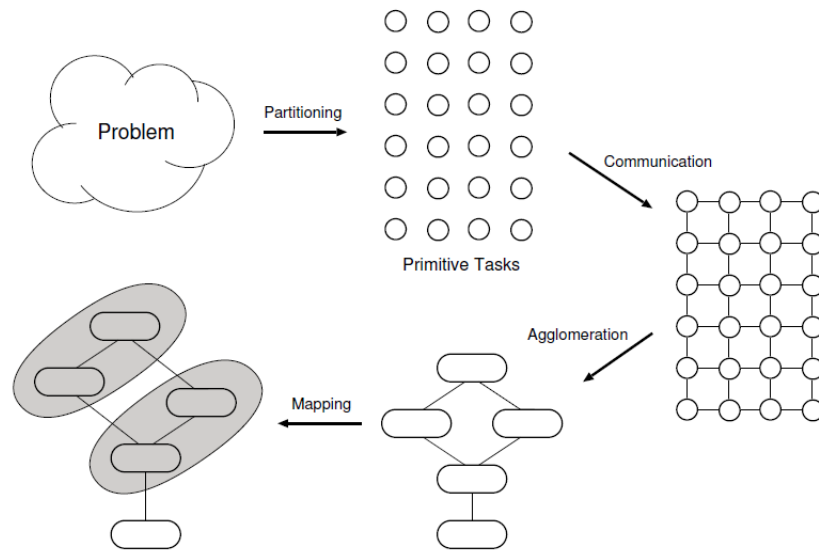 Problem
Partitioning
Primitive Tasks
Communication
Agglomeration
Mapping